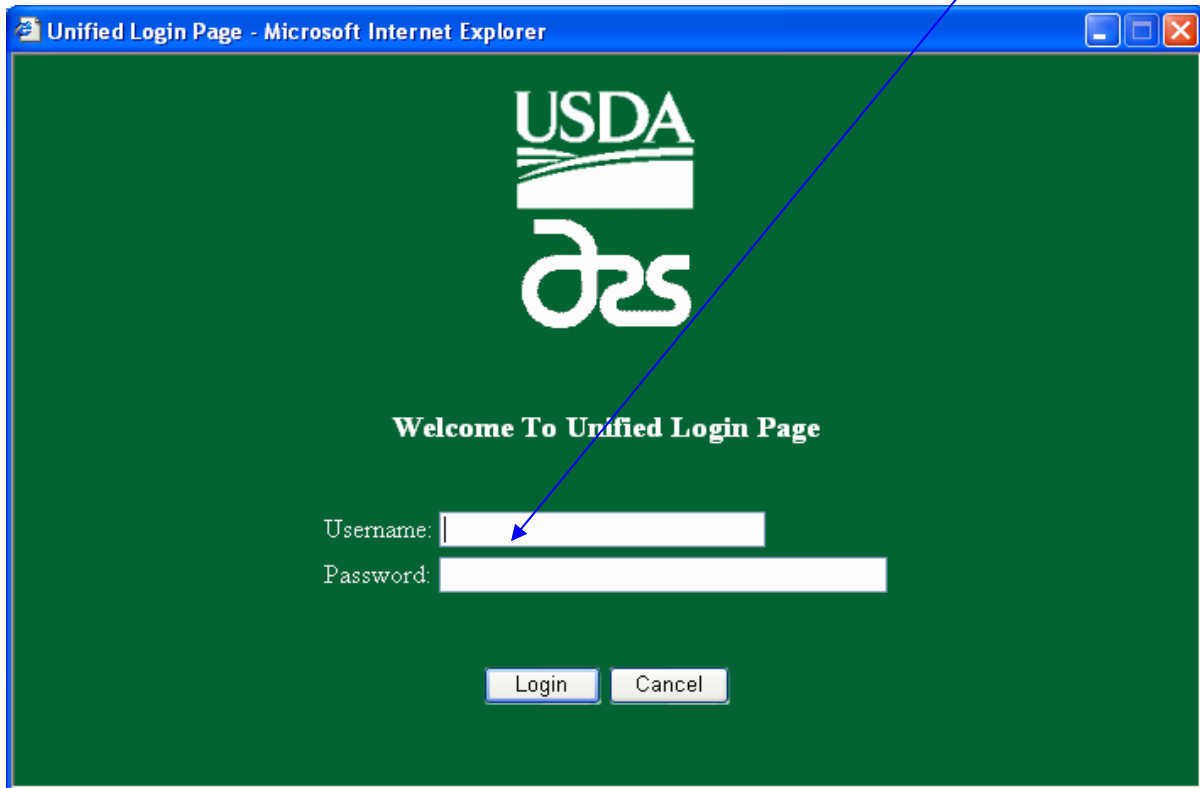 Unified Login Page - Microsoft Internet Explorer
USDA
ars
Welcome To Unified Login Page
Username:
Password:
Login Cancel